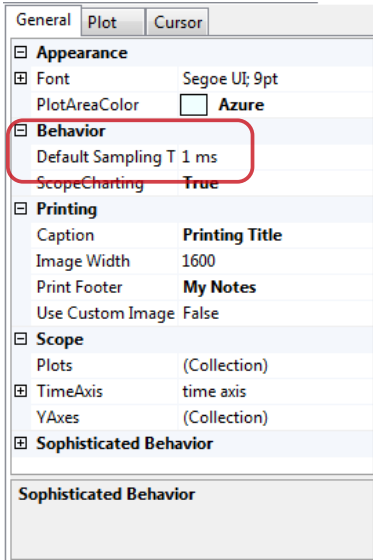 General Plot Cursor
Appearance
Font Segoe UI; 9pt
PlotAreaColor Azure
Behavior
Default Sampling T 1 ms
ScopeCharting True
Printing
Caption Printing Title
Image Width 1600
Print Footer My Notes
Use Custom Image False
Scope
Plots (Collection)
TimeAxis time axis
YAxes (Collection)
Sophisticated Behavior
Sophisticated Behavior